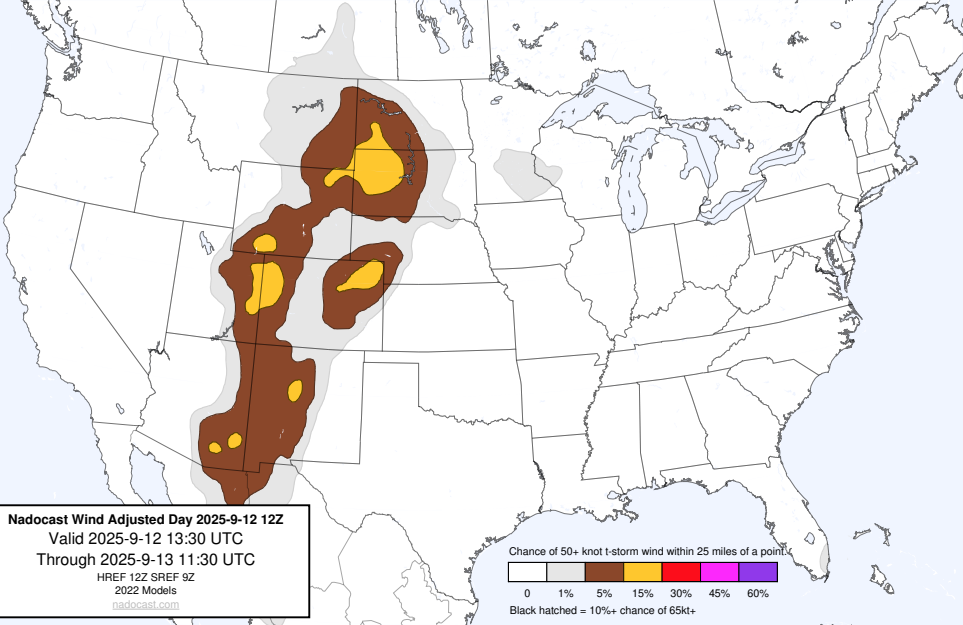 Nadocast Wind Adjusted Day 2025-9-12 12Z
Valid 2025-9-12 13:30 UTC
Through 2025-9-13 11:30 UTC
HREF 12Z SREF 9Z
2022 Models
nadocast.com
Chance of 50+ knot t-storm wind within 25 miles of a point.
0 1% 5% 15% 30% 45% 60%
Black hatched = 10%+ chance of 65kt+